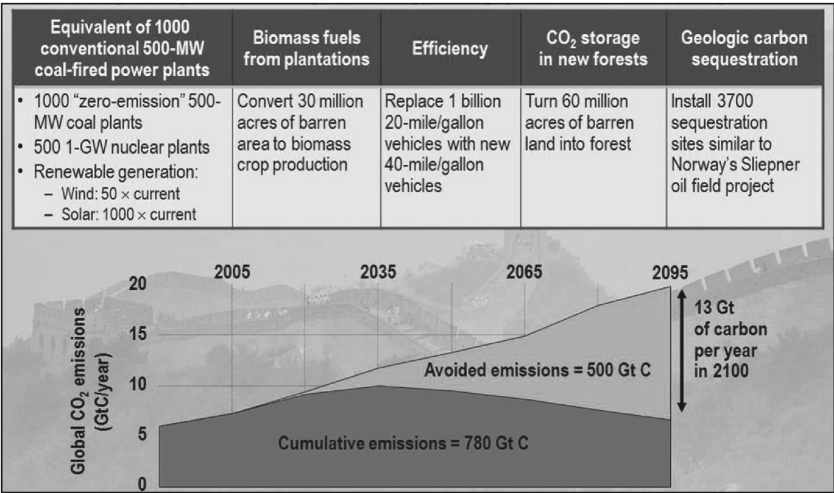 Equivalent of 1000
conventional 500-MW
coal-fired power plants
Biomass fuels
from plantations
Efficiency
CO₂ storage
in new forests
Geologic carbon
sequestration
• 1000 “zero-emission” 500-
MW coal plants
• 500 1-GW nuclear plants
• Renewable generation:
– Wind: 50 × current
– Solar: 1000 × current
Convert 30 million
acres of barren
area to biomass
crop production
Replace 1 billion
20-mile/gallon
vehicles with new
40-mile/gallon
vehicles
Turn 60 million
acres of barren
land into forest
Install 3700
sequestration
sites similar to
Norway’s Sliepner
oil field project
2005 2035 2065 2095
20
15
10
5
0
Global CO₂ emissions
(GtC/year)
Avoided emissions = 500 Gt C
Cumulative emissions = 780 Gt C
13 Gt
of carbon
per year
in 2100